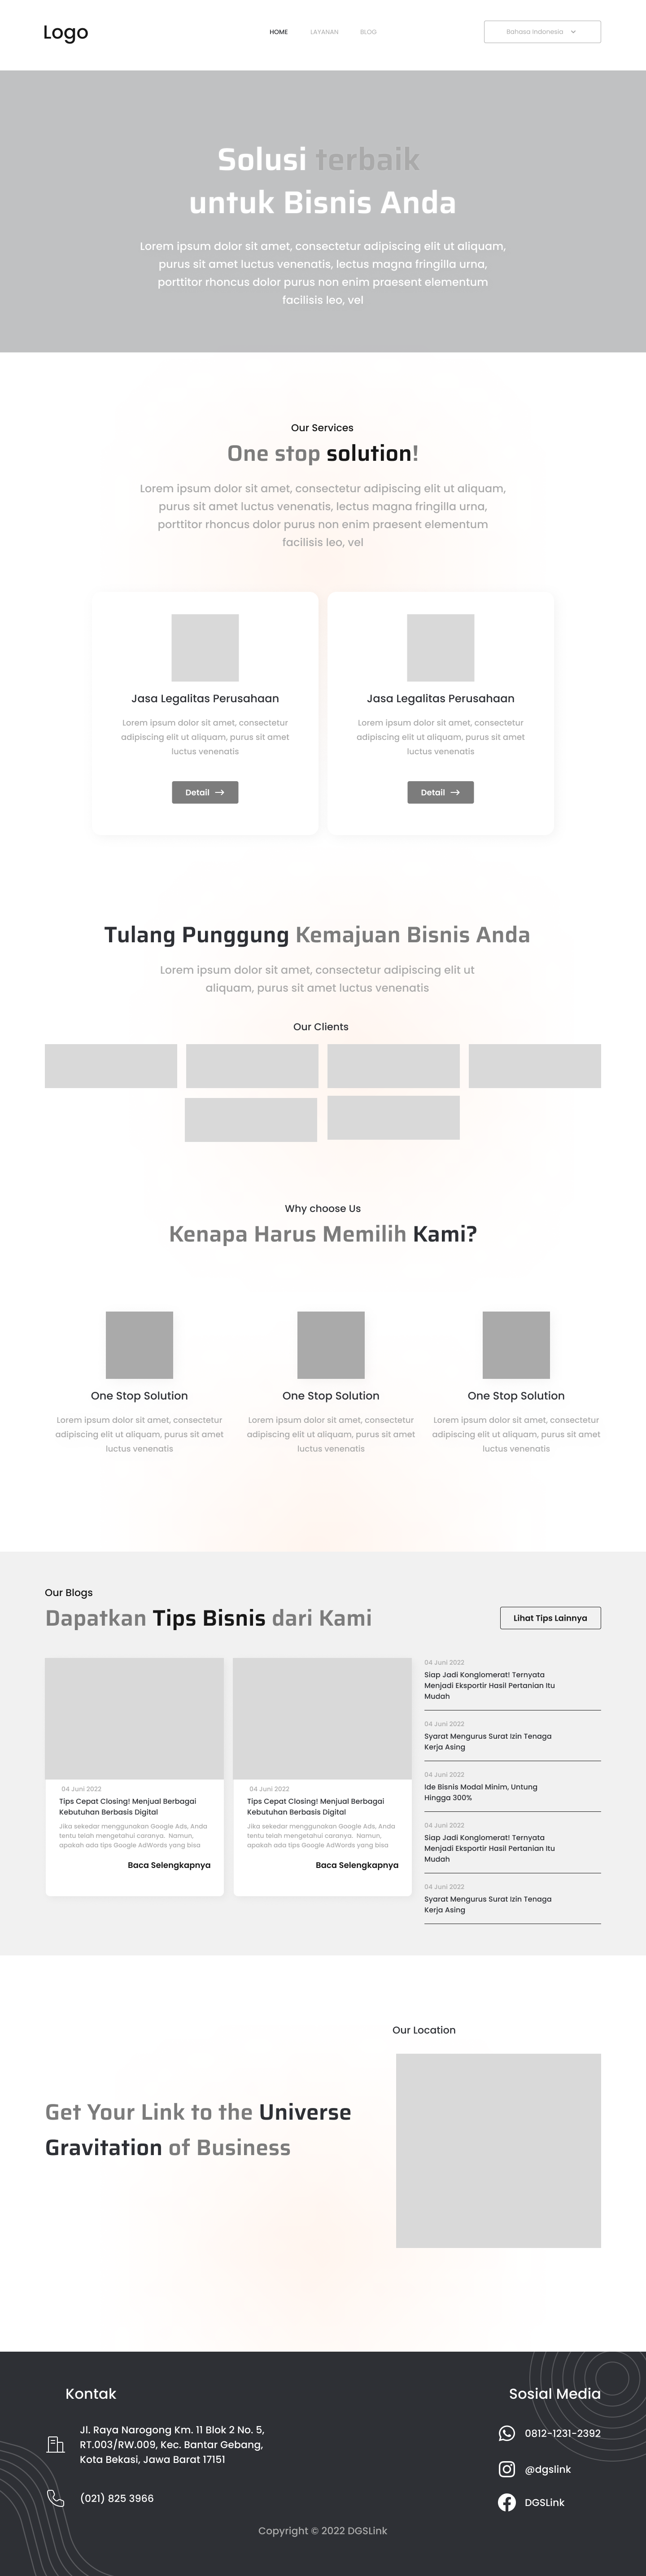 Logo
HOME
LAYANAN
BLOG
Bahasa Indonesia
Solusi terbaik
untuk Bisnis Anda
Lorem ipsum dolor sit amet, consectetur adipiscing elit ut aliquam,
purus sit amet luctus venenatis, lectus magna fringilla urna,
porttitor rhoncus dolor purus non enim praesent elementum
facilisis leo, vel
Our Services
One stop solution!
Lorem ipsum dolor sit amet, consectetur adipiscing elit ut aliquam,
purus sit amet luctus venenatis, lectus magna fringilla urna,
porttitor rhoncus dolor purus non enim praesent elementum
facilisis leo, vel
Jasa Legalitas Perusahaan
Lorem ipsum dolor sit amet, consectetur
adipiscing elit ut aliquam, purus sit amet
luctus venenatis
Detail
Jasa Legalitas Perusahaan
Lorem ipsum dolor sit amet, consectetur
adipiscing elit ut aliquam, purus sit amet
luctus venenatis
Detail
Tulang Punggung Kemajuan Bisnis Anda
Lorem ipsum dolor sit amet, consectetur adipiscing elit ut
aliquam, purus sit amet luctus venenatis
Our Clients
Why choose Us
Kenapa Harus Memilih Kami?
One Stop Solution
Lorem ipsum dolor sit amet, consectetur
adipiscing elit ut aliquam, purus sit amet
luctus venenatis
One Stop Solution
Lorem ipsum dolor sit amet, consectetur
adipiscing elit ut aliquam, purus sit amet
luctus venenatis
One Stop Solution
Lorem ipsum dolor sit amet, consectetur
adipiscing elit ut aliquam, purus sit amet
luctus venenatis
Our Blogs
Dapatkan Tips Bisnis dari Kami
Lihat Tips Lainnya
04 Juni 2022
Tips Cepat Closing! Menjual Berbagai
Kebutuhan Berbasis Digital
Jika sekedar menggunakan Google Ads, Anda
tentu telah mengetahui caranya. Namun,
apakah ada tips Google AdWords yang bisa
Baca Selengkapnya
04 Juni 2022
Tips Cepat Closing! Menjual Berbagai
Kebutuhan Berbasis Digital
Jika sekedar menggunakan Google Ads, Anda
tentu telah mengetahui caranya. Namun,
apakah ada tips Google AdWords yang bisa
Baca Selengkapnya
04 Juni 2022
Siap Jadi Konglomerat! Ternyata
Menjadi Eksportir Hasil Pertanian Itu
Mudah
04 Juni 2022
Syarat Mengurus Surat Izin Tenaga
Kerja Asing
04 Juni 2022
Ide Bisnis Modal Minim, Untung
Hingga 300%
04 Juni 2022
Siap Jadi Konglomerat! Ternyata
Menjadi Eksportir Hasil Pertanian Itu
Mudah
04 Juni 2022
Syarat Mengurus Surat Izin Tenaga
Kerja Asing
Our Location
Get Your Link to the Universe
Gravitation of Business
Kontak
Jl. Raya Narogong Km. 11 Blok 2 No. 5,
RT.003/RW.009, Kec. Bantar Gebang,
Kota Bekasi, Jawa Barat 17151
(021) 825 3966
Sosial Media
0812-1231-2392
@dgslink
DGSLink
Copyright © 2022 DGSLink